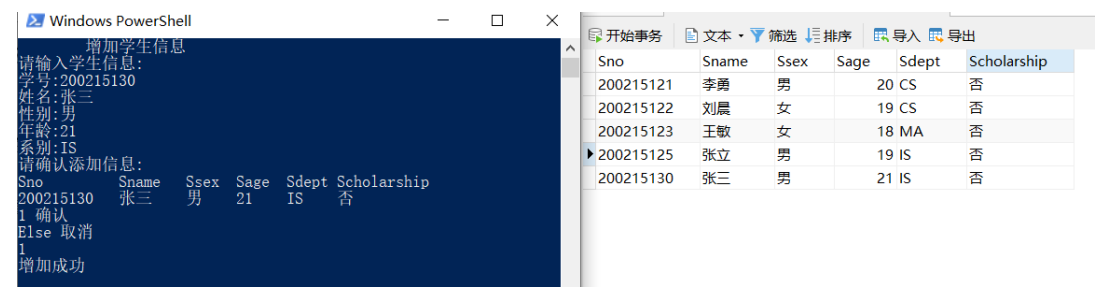 Windows PowerShell
增加学生信息
请输入学生信息:
学号:200215130
姓名:张三
性别:男
年龄:21
系别:IS
请确认添加信息:
Sno Sname Ssex Sage Sdept Scholarship
200215130 张三 男 21 IS 否
1 确认
Else 取消
1
增加成功
开始事务 文本 筛选 排序 导入 导出
Sno Sname Ssex Sage Sdept Scholarship
200215121 李勇 男 20 CS 否
200215122 刘晨 女 19 CS 否
200215123 王敏 女 18 MA 否
200215125 张立 男 19 IS 否
200215130 张三 男 21 IS 否